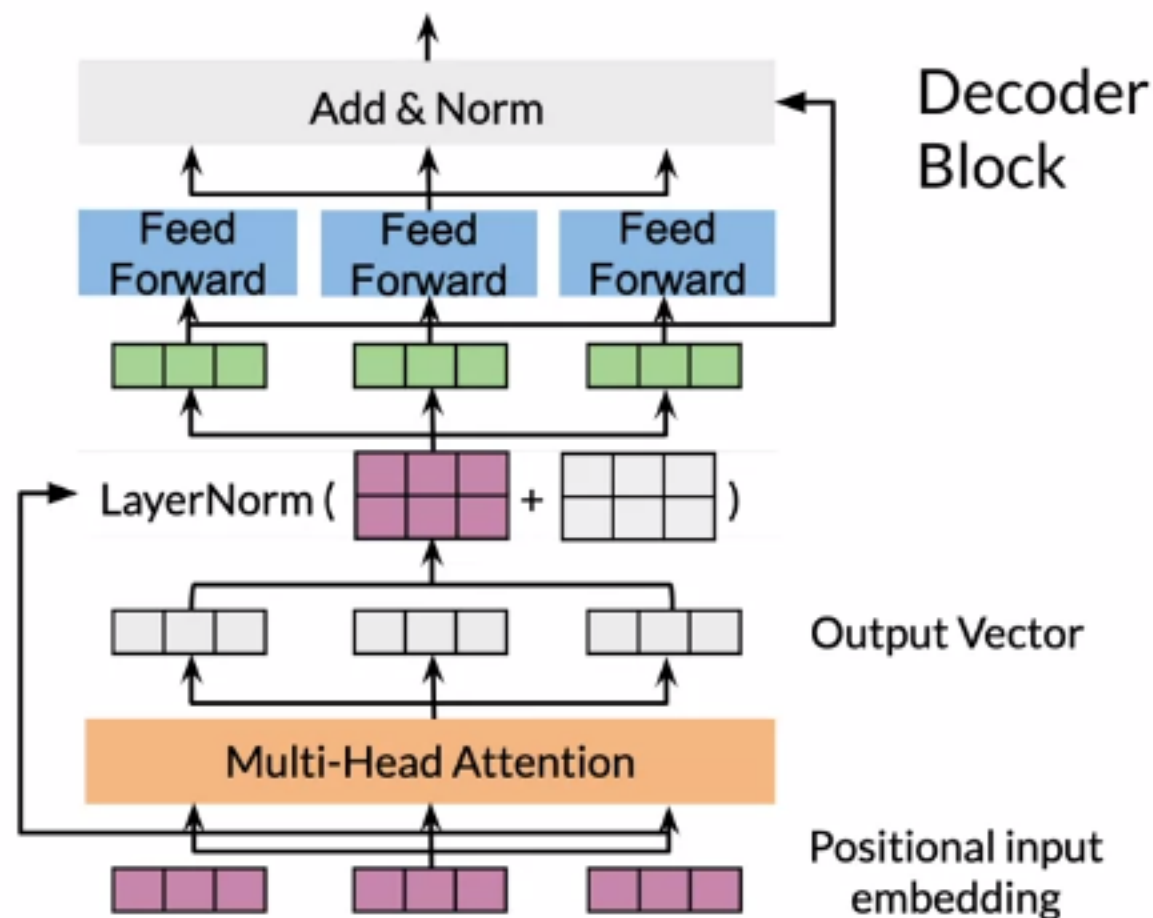 Add & Norm
Decoder
Block
Feed
Forward
Feed
Forward
Feed
Forward
LayerNorm ( + )
Output Vector
Multi-Head Attention
Positional input
embedding